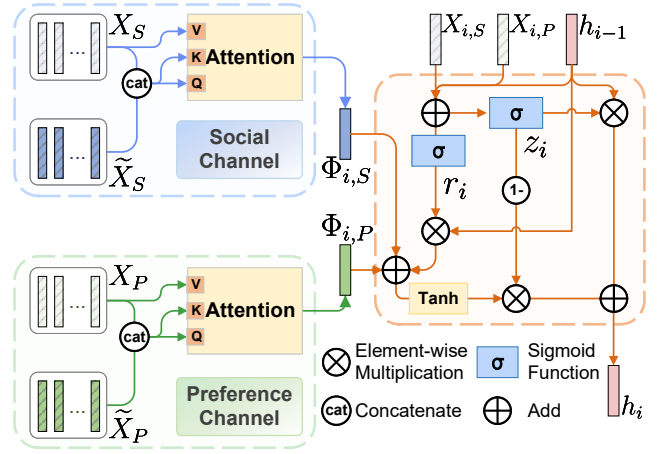 X_S
V
K
Q
Attention
cat
X̃_S
Social
Channel
Φ_{i,S}
X_{i,S}
X_{i,P}
h_{i−1}
σ
z_i
σ
r_i
1-
Tanh
Φ_{i,P}
X_P
V
K
Q
Attention
cat
X̃_P
Preference
Channel
Element-wise
Multiplication
σ
Sigmoid
Function
cat
Concatenate
Add
h_i